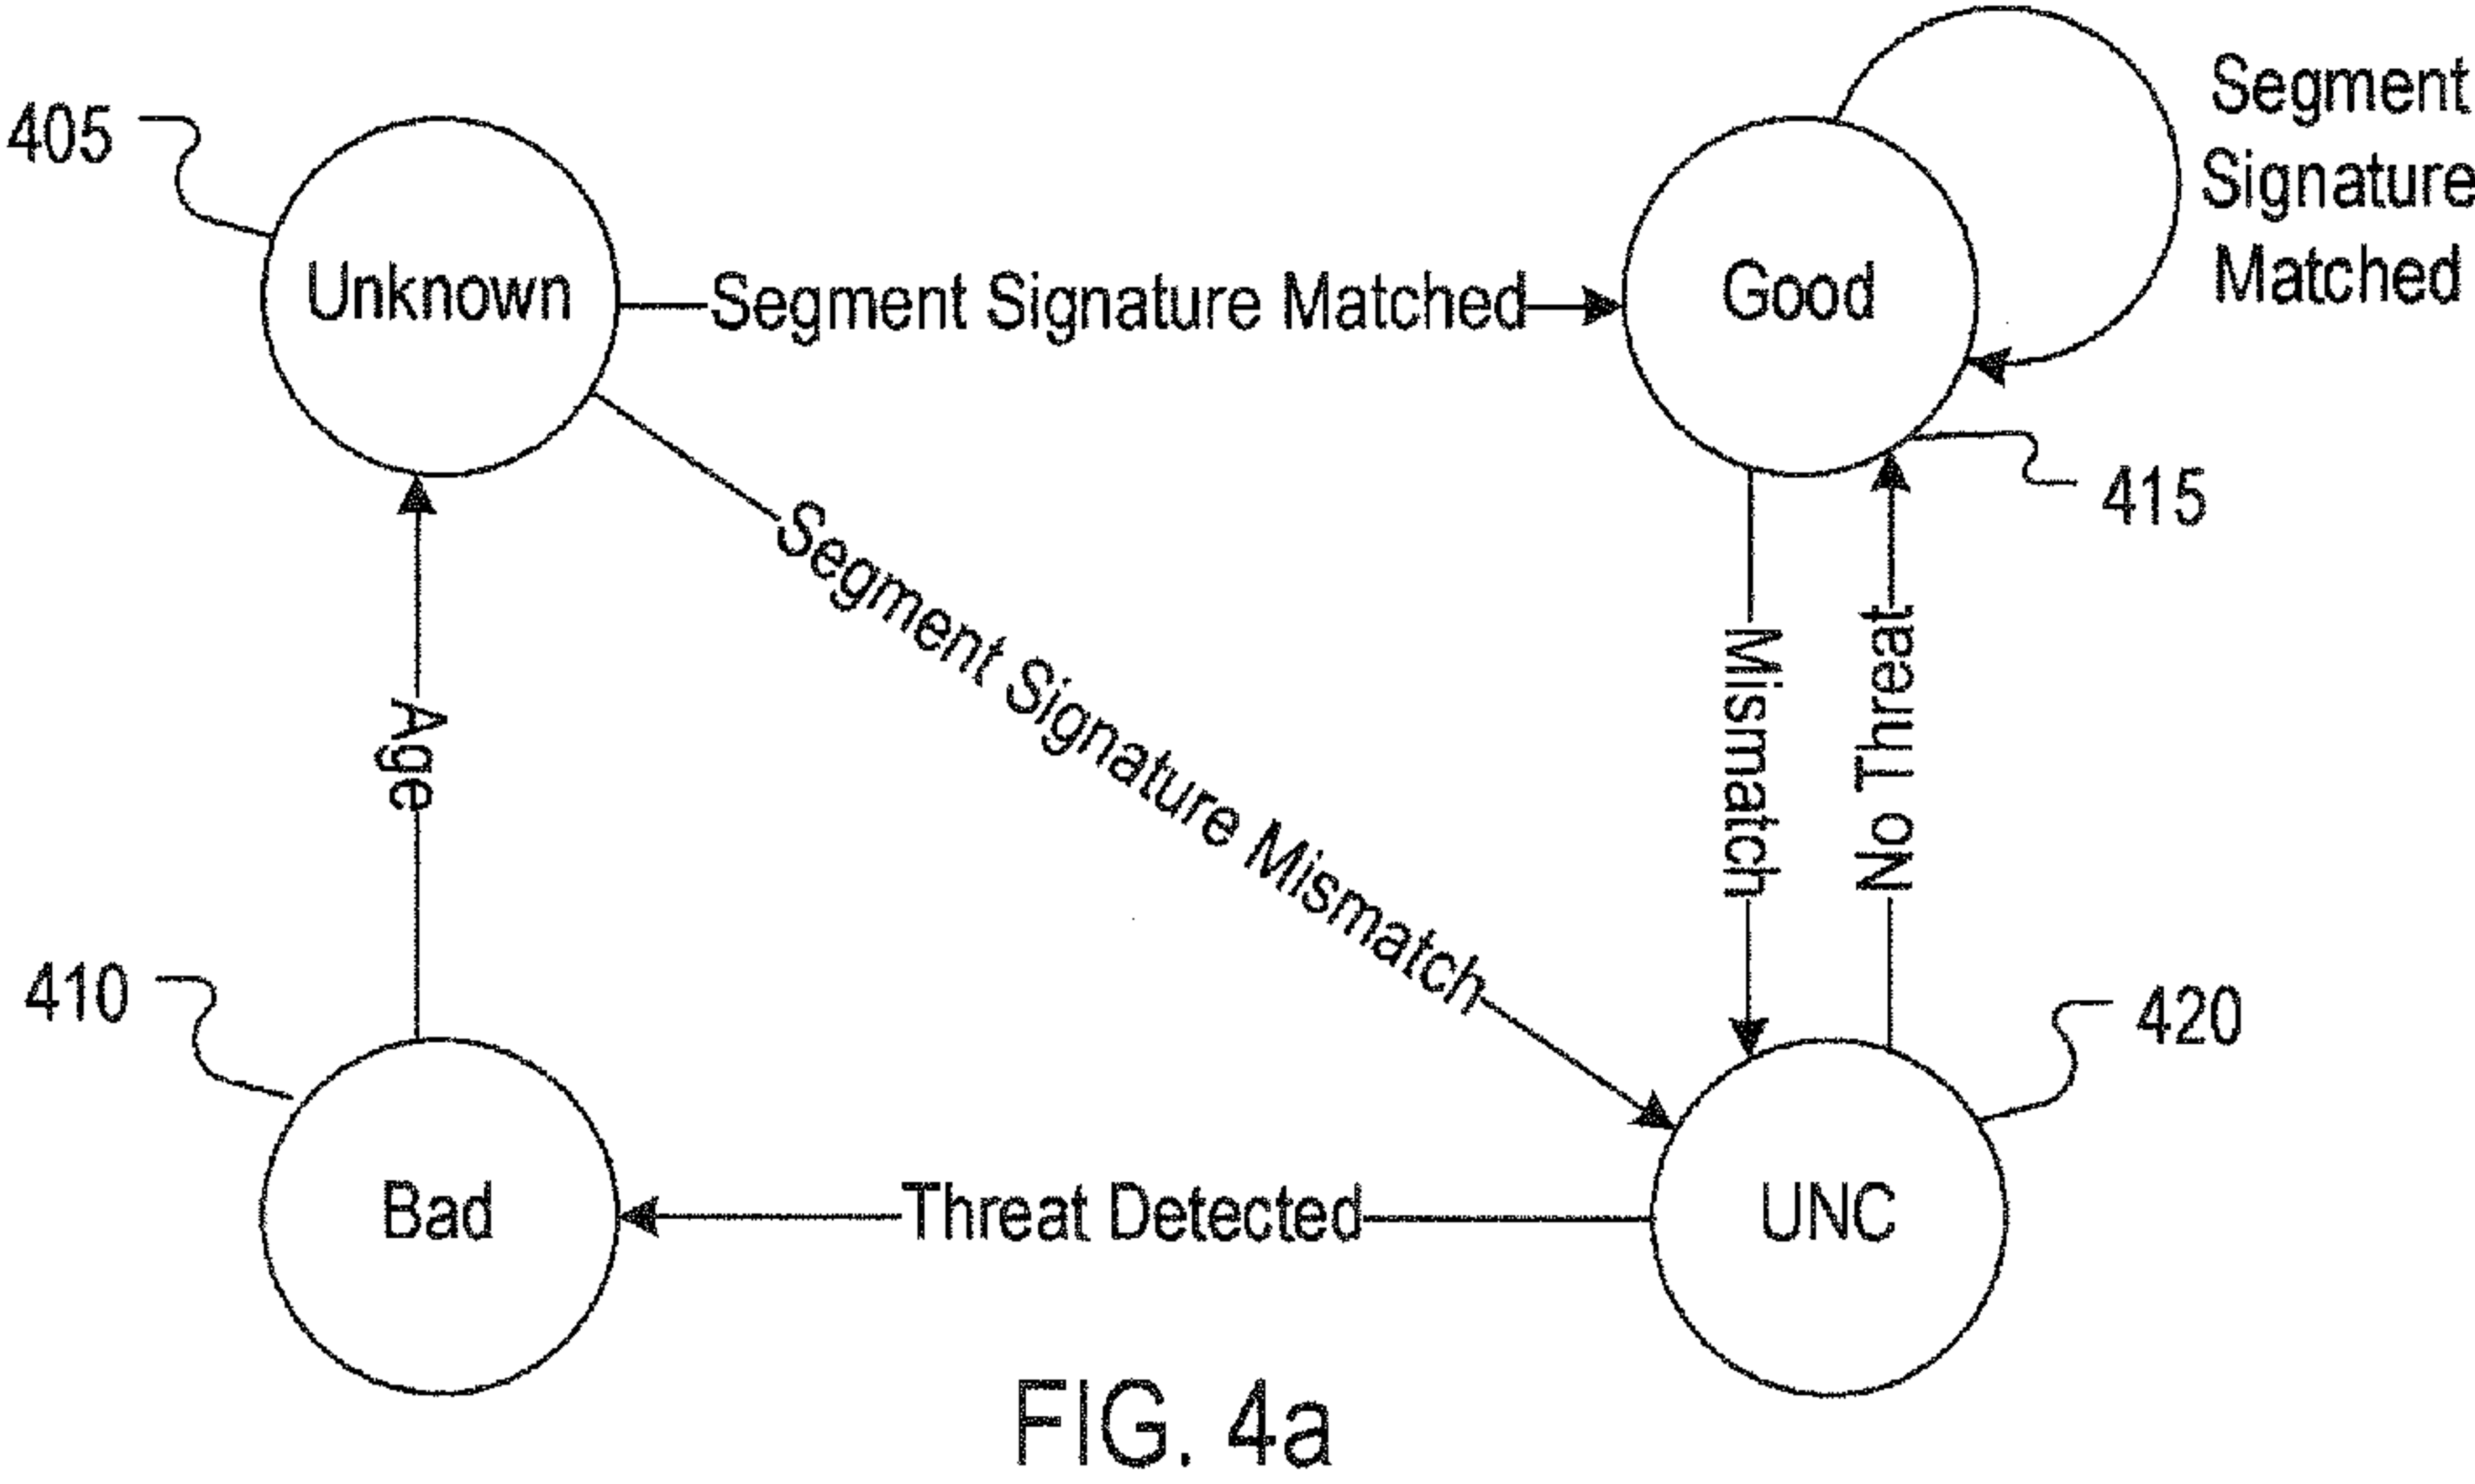 405
Unknown
Segment Signature Matched
Good
Segment
Signature
Matched
415
Segment Signature Mismatch
Mismatch
No Threat
Age
410
Bad
Threat Detected
UNC
420
FIG. 4a